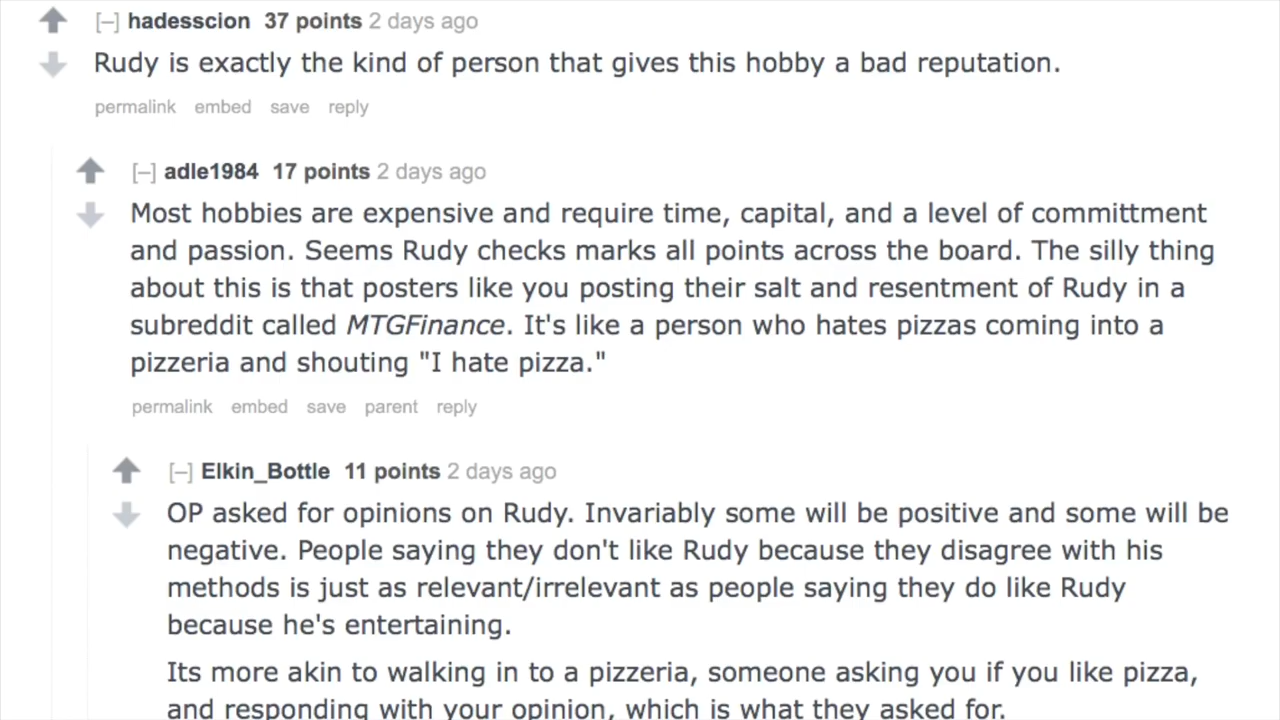 [–] hadesscion 37 points 2 days ago
Rudy is exactly the kind of person that gives this hobby a bad reputation.
permalink embed save reply
[–] adle1984 17 points 2 days ago
Most hobbies are expensive and require time, capital, and a level of committment
and passion. Seems Rudy checks marks all points across the board. The silly thing
about this is that posters like you posting their salt and resentment of Rudy in a
subreddit called MTGFinance. It's like a person who hates pizzas coming into a
pizzeria and shouting "I hate pizza."
permalink embed save parent reply
[–] Elkin_Bottle 11 points 2 days ago
OP asked for opinions on Rudy. Invariably some will be positive and some will be
negative. People saying they don't like Rudy because they disagree with his
methods is just as relevant/irrelevant as people saying they do like Rudy
because he's entertaining.
Its more akin to walking in to a pizzeria, someone asking you if you like pizza,
and responding with your opinion, which is what they asked for.